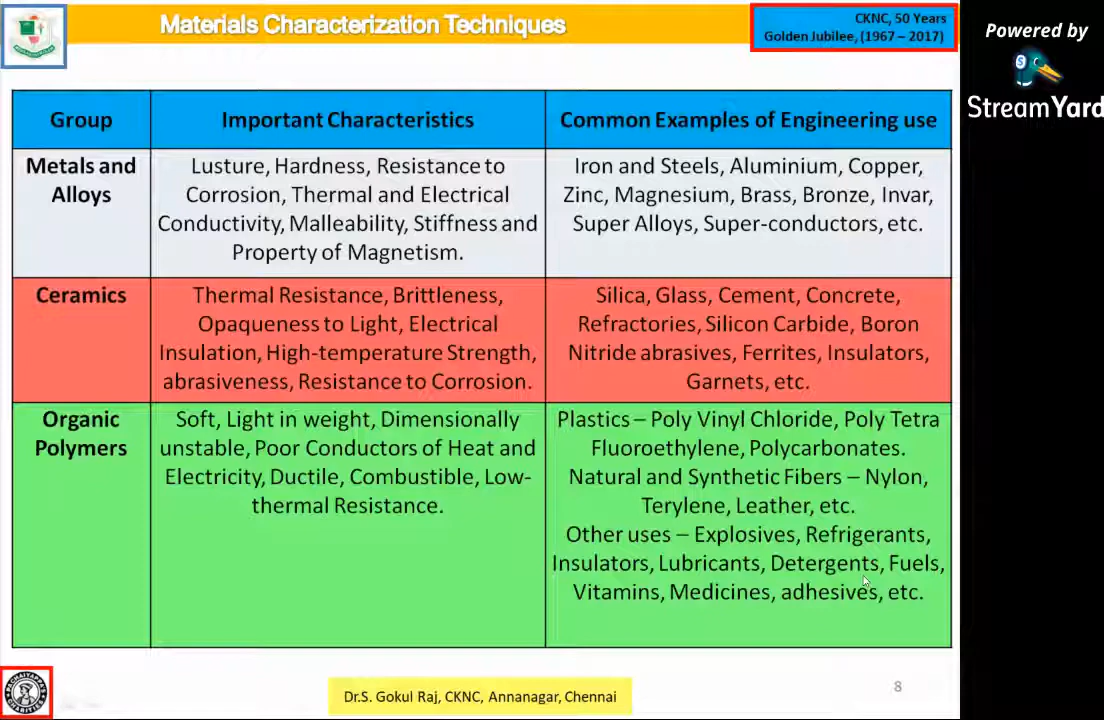 Materials Characterization Techniques
CKNC, 50 Years
Golden Jubilee, (1967 – 2017)
Powered by
StreamYard
Group
Important Characteristics
Common Examples of Engineering use
Metals and
Alloys
Lusture, Hardness, Resistance to
Corrosion, Thermal and Electrical
Conductivity, Malleability, Stiffness and
Property of Magnetism.
Iron and Steels, Aluminium, Copper,
Zinc, Magnesium, Brass, Bronze, Invar,
Super Alloys, Super-conductors, etc.
Ceramics
Thermal Resistance, Brittleness,
Opaqueness to Light, Electrical
Insulation, High-temperature Strength,
abrasiveness, Resistance to Corrosion.
Silica, Glass, Cement, Concrete,
Refractories, Silicon Carbide, Boron
Nitride abrasives, Ferrites, Insulators,
Garnets, etc.
Organic
Polymers
Soft, Light in weight, Dimensionally
unstable, Poor Conductors of Heat and
Electricity, Ductile, Combustible, Low-
thermal Resistance.
Plastics – Poly Vinyl Chloride, Poly Tetra
Fluoroethylene, Polycarbonates.
Natural and Synthetic Fibers – Nylon,
Terylene, Leather, etc.
Other uses – Explosives, Refrigerants,
Insulators, Lubricants, Detergents, Fuels,
Vitamins, Medicines, adhesives, etc.
Dr.S. Gokul Raj, CKNC, Annanagar, Chennai
8